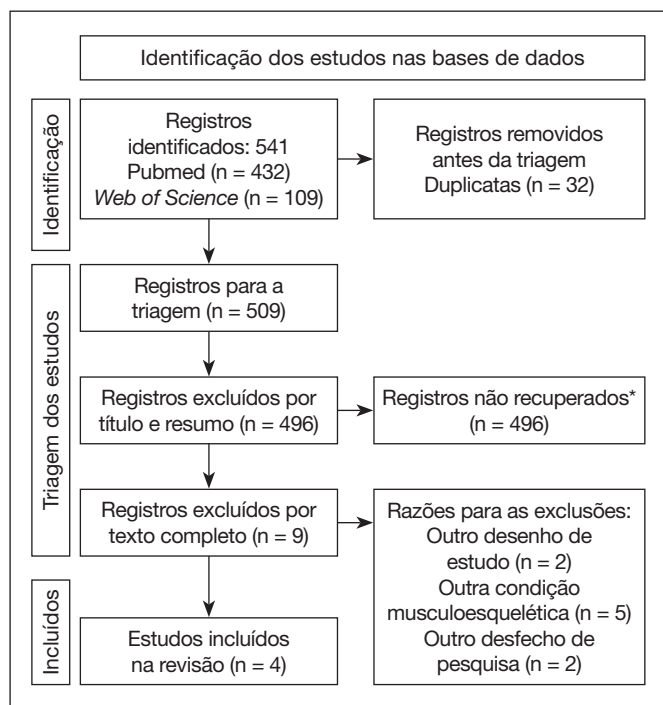 Identificação dos estudos nas bases de dados
Identificação
Registros
identificados: 541
Pubmed (n = 432)
Web of Science (n = 109)
Registros removidos
antes da triagem
Duplicatas (n = 32)
Triagem dos estudos
Registros para a
triagem (n = 509)
Registros excluídos por
título e resumo (n = 496)
Registros não recuperados*
(n = 496)
Registros excluídos por
texto completo (n = 9)
Razões para as exclusões:
Outro desenho de
estudo (n = 2)
Outra condição
musculoesquelética (n = 5)
Outro desfecho de
pesquisa (n = 2)
Incluídos
Estudos incluídos
na revisão (n = 4)